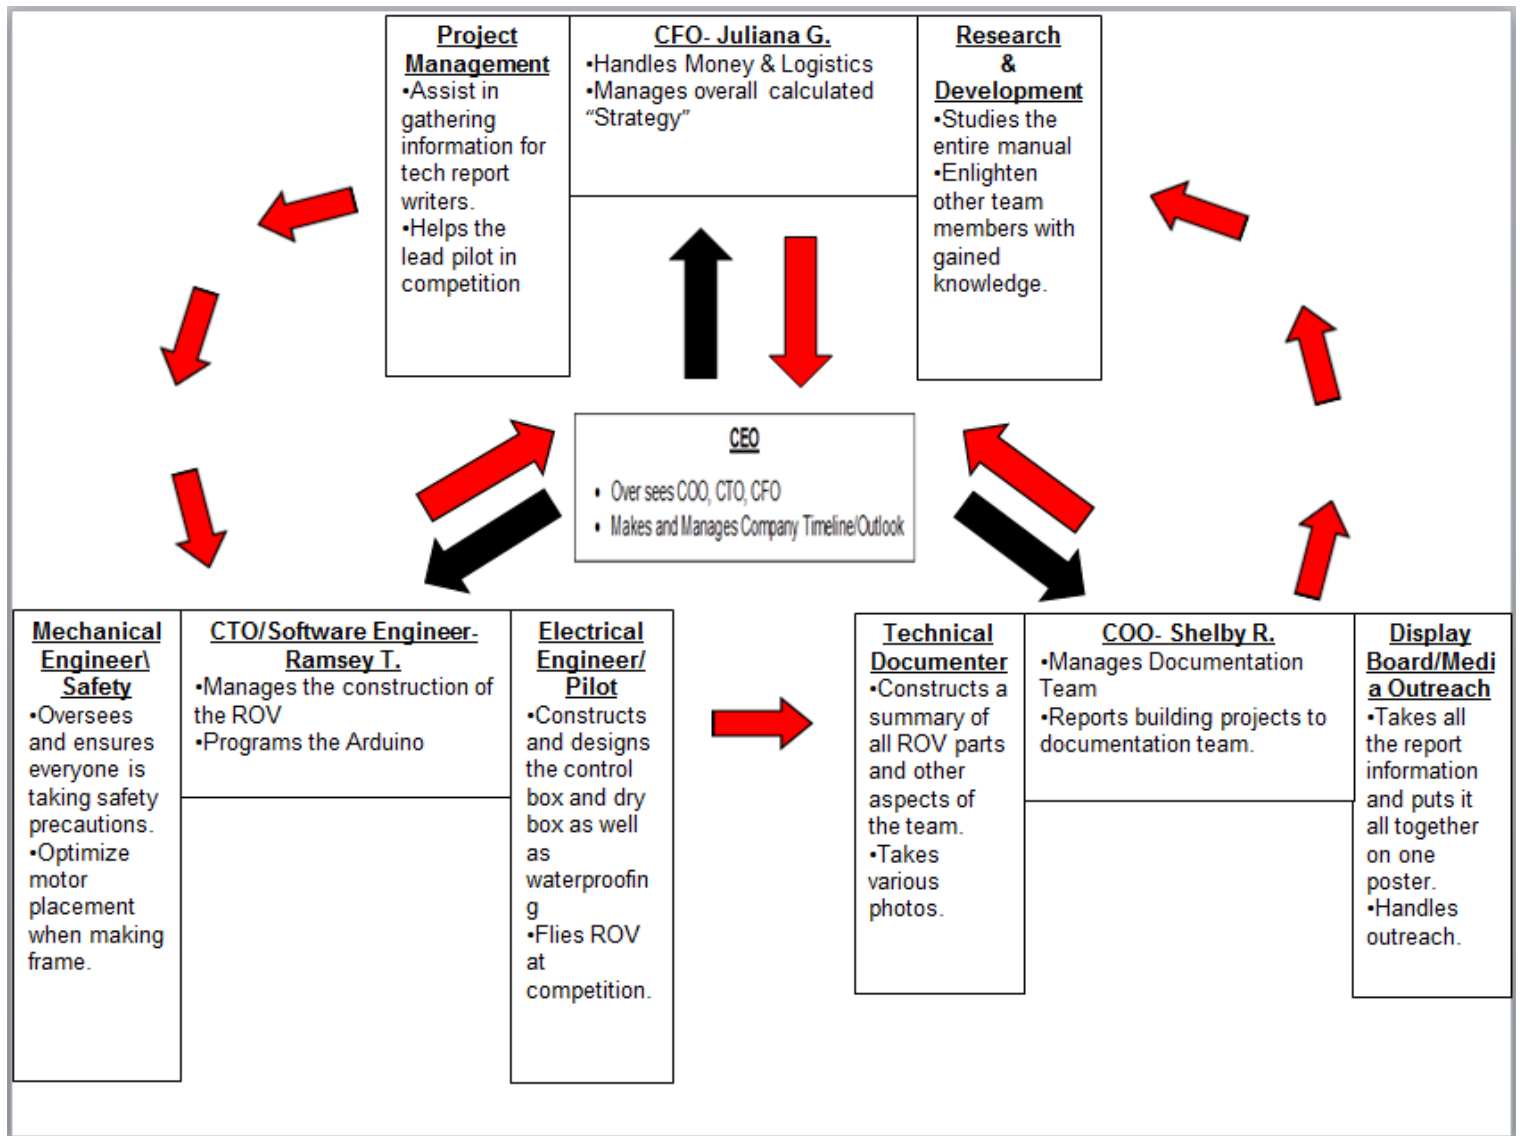 Project
Management
•Assist in
gathering
information for
tech report
writers.
•Helps the
lead pilot in
competition
CFO- Juliana G.
•Handles Money & Logistics
•Manages overall calculated
“Strategy”
Research
&
Development
•Studies the
entire manual
•Enlighten
other team
members with
gained
knowledge.
CEO
• Over sees COO, CTO, CFO
• Makes and Manages Company Timeline/Outlook
Mechanical
Engineer\
Safety
•Oversees
and ensures
everyone is
taking safety
precautions.
•Optimize
motor
placement
when making
frame.
CTO/Software Engineer-
Ramsey T.
•Manages the construction of
the ROV
•Programs the Arduino
Electrical
Engineer/
Pilot
•Constructs
and designs
the control
box and dry
box as well
as
waterproofin
g
•Flies ROV
at
competition.
Technical
Documenter
•Constructs a
summary of
all ROV parts
and other
aspects of
the team.
•Takes
various
photos.
COO- Shelby R.
•Manages Documentation
Team
•Reports building projects to
documentation team.
Display
Board/Medi
a Outreach
•Takes all
the report
information
and puts it
all together
on one
poster.
•Handles
outreach.